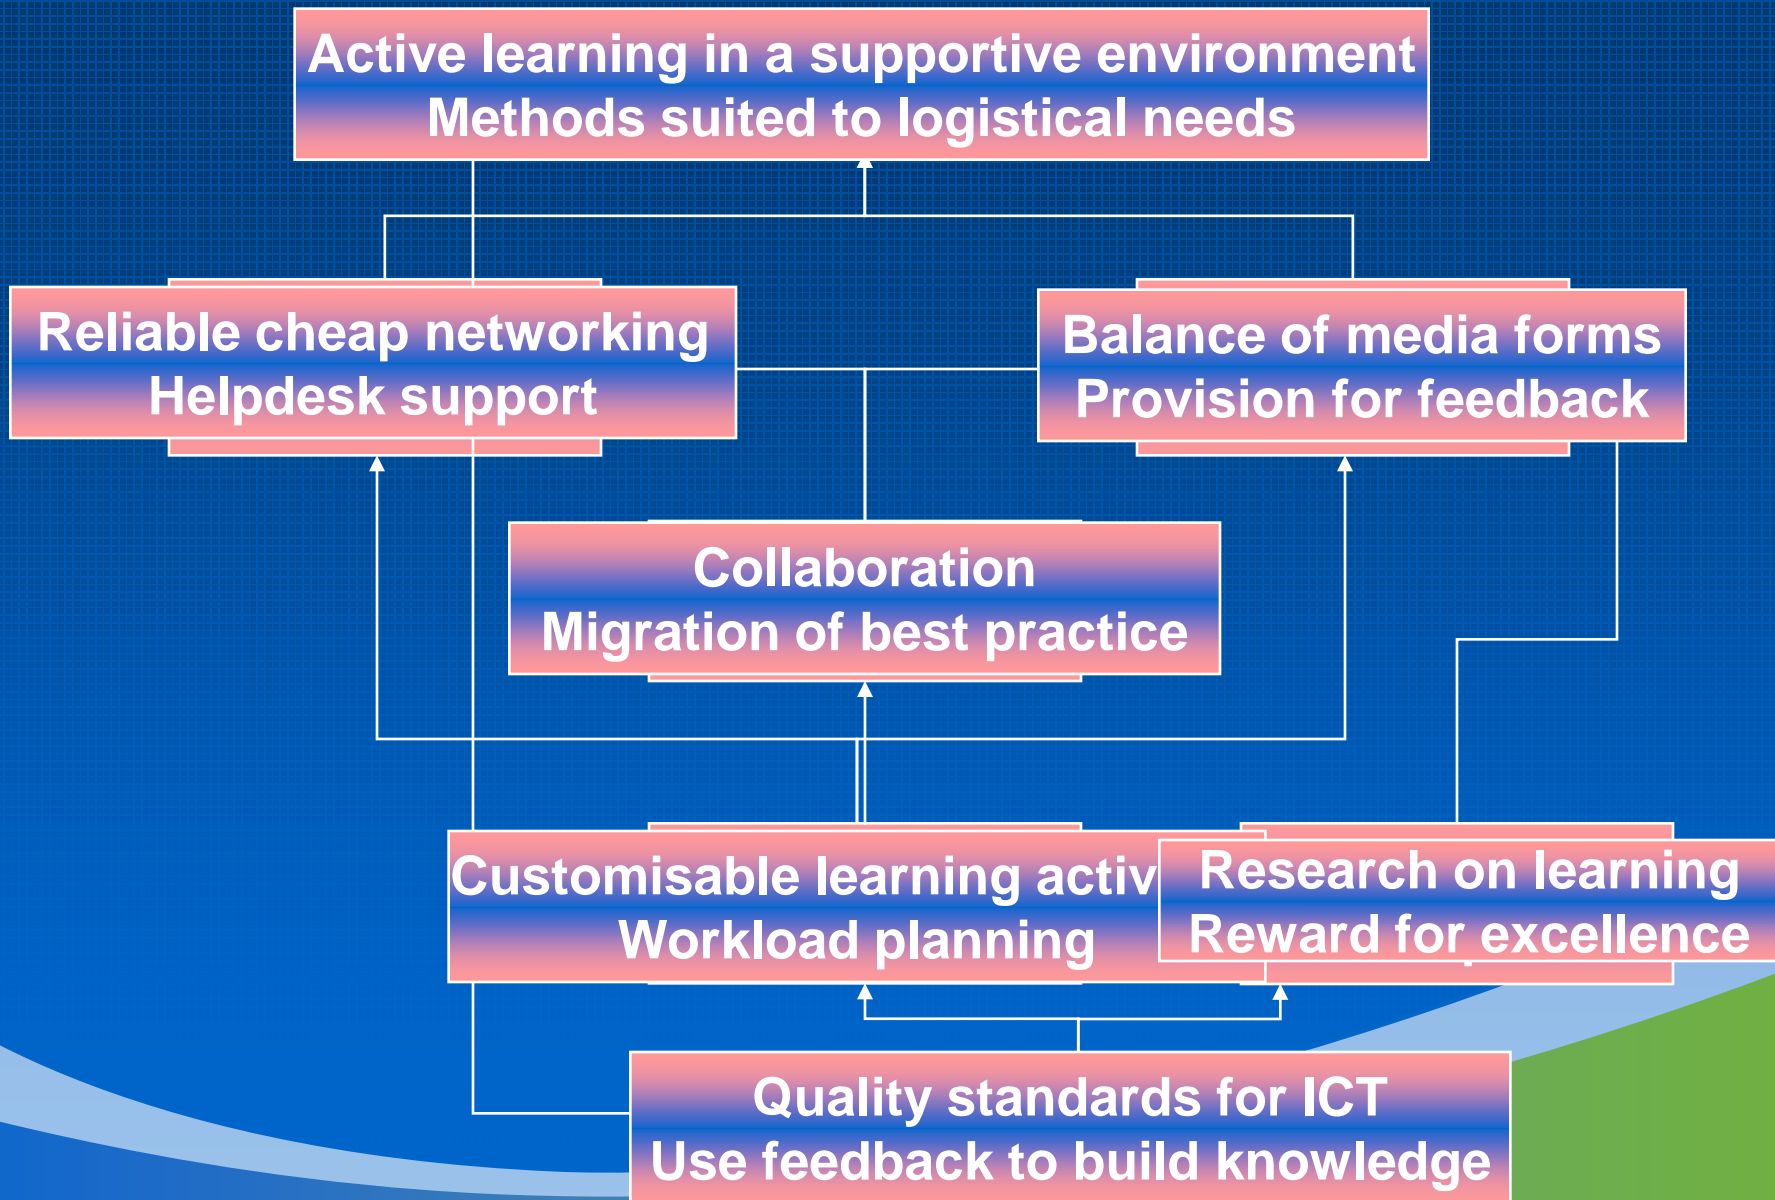 Active learning in a supportive environment
Methods suited to logistical needs
Reliable cheap networking
Helpdesk support
Balance of media forms
Provision for feedback
Collaboration
Migration of best practice
Customisable learning activ
Workload planning
Research on learning
Reward for excellence
Quality standards for ICT
Use feedback to build knowledge